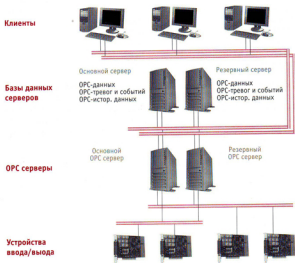 Клиенты
Основной сервер
Резервный сервер
Базы данных
серверов
OPC-данных
OPC-тревог и событий
OPC-истор. данных
OPC-данных
OPC-тревог и событий
OPC-истор. данных
Основной
OPC сервер
Резервный
OPC сервер
OPC серверы
Устройства
ввода/выода